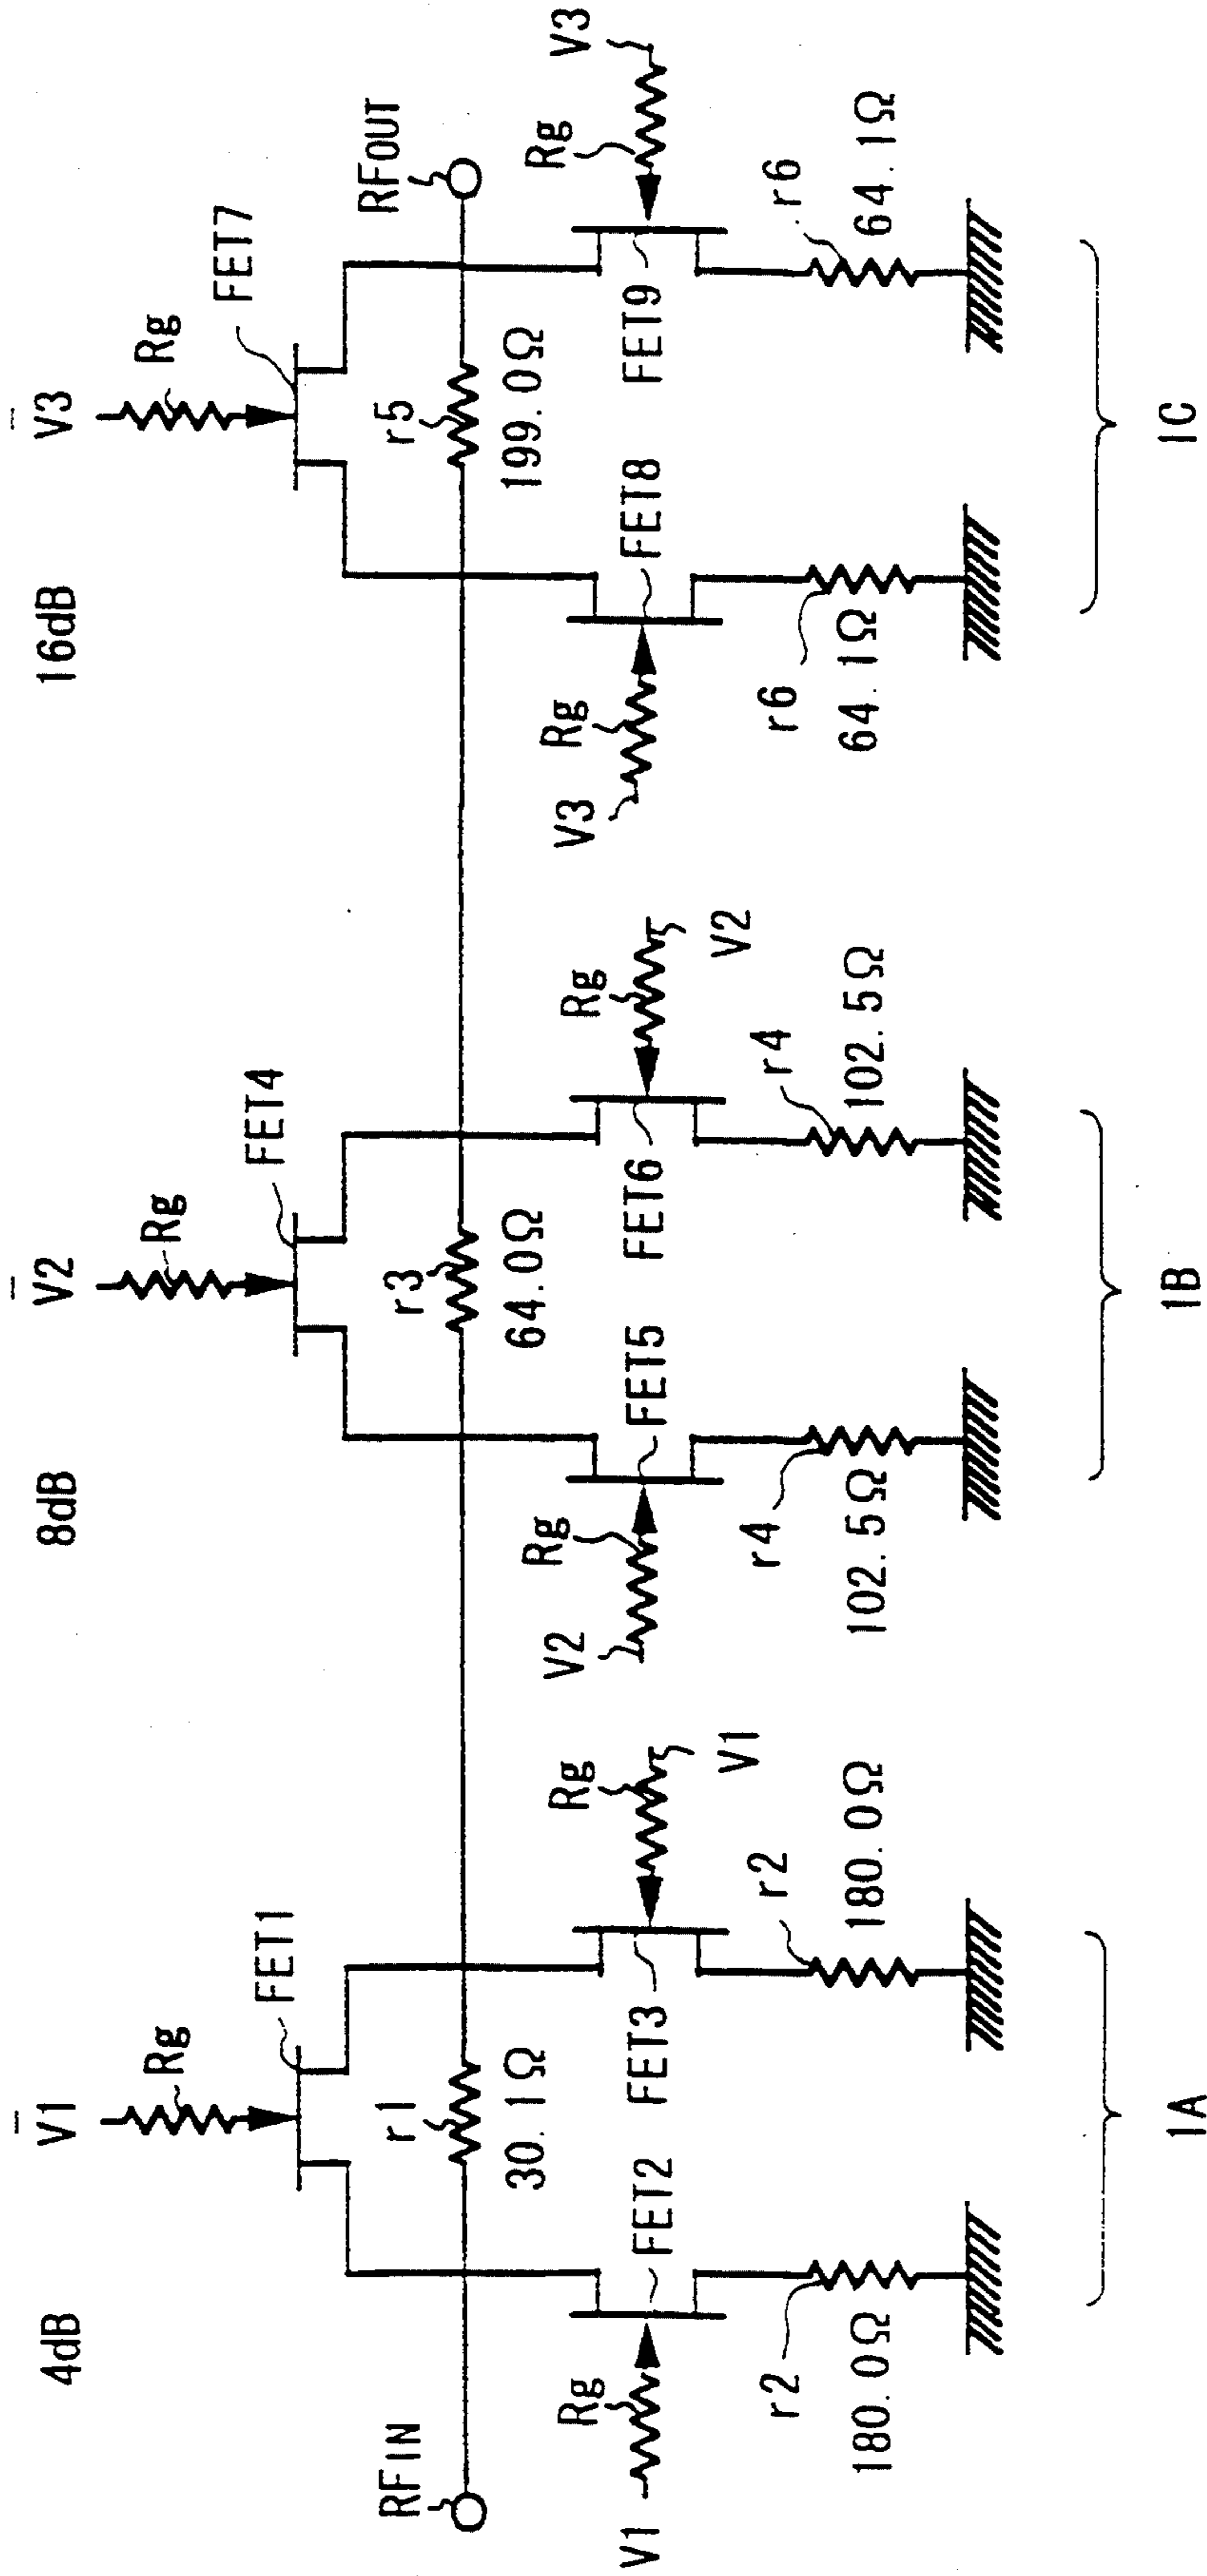 4dB
8dB
16dB
V̅1
V̅2
V̅3
Rg
FET1
Rg
FET4
Rg
FET7
RFIN
r1
30.1Ω
r3
64.0Ω
r5
199.0Ω
RFOUT
V1
Rg
FET2
FET3
Rg
V1
V2
Rg
FET5
FET6
Rg
V2
V3
Rg
FET8
FET9
Rg
V3
r2
180.0Ω
r2
180.0Ω
r4
102.5Ω
r4
102.5Ω
r6
64.1Ω
r6
64.1Ω
1A
1B
1C